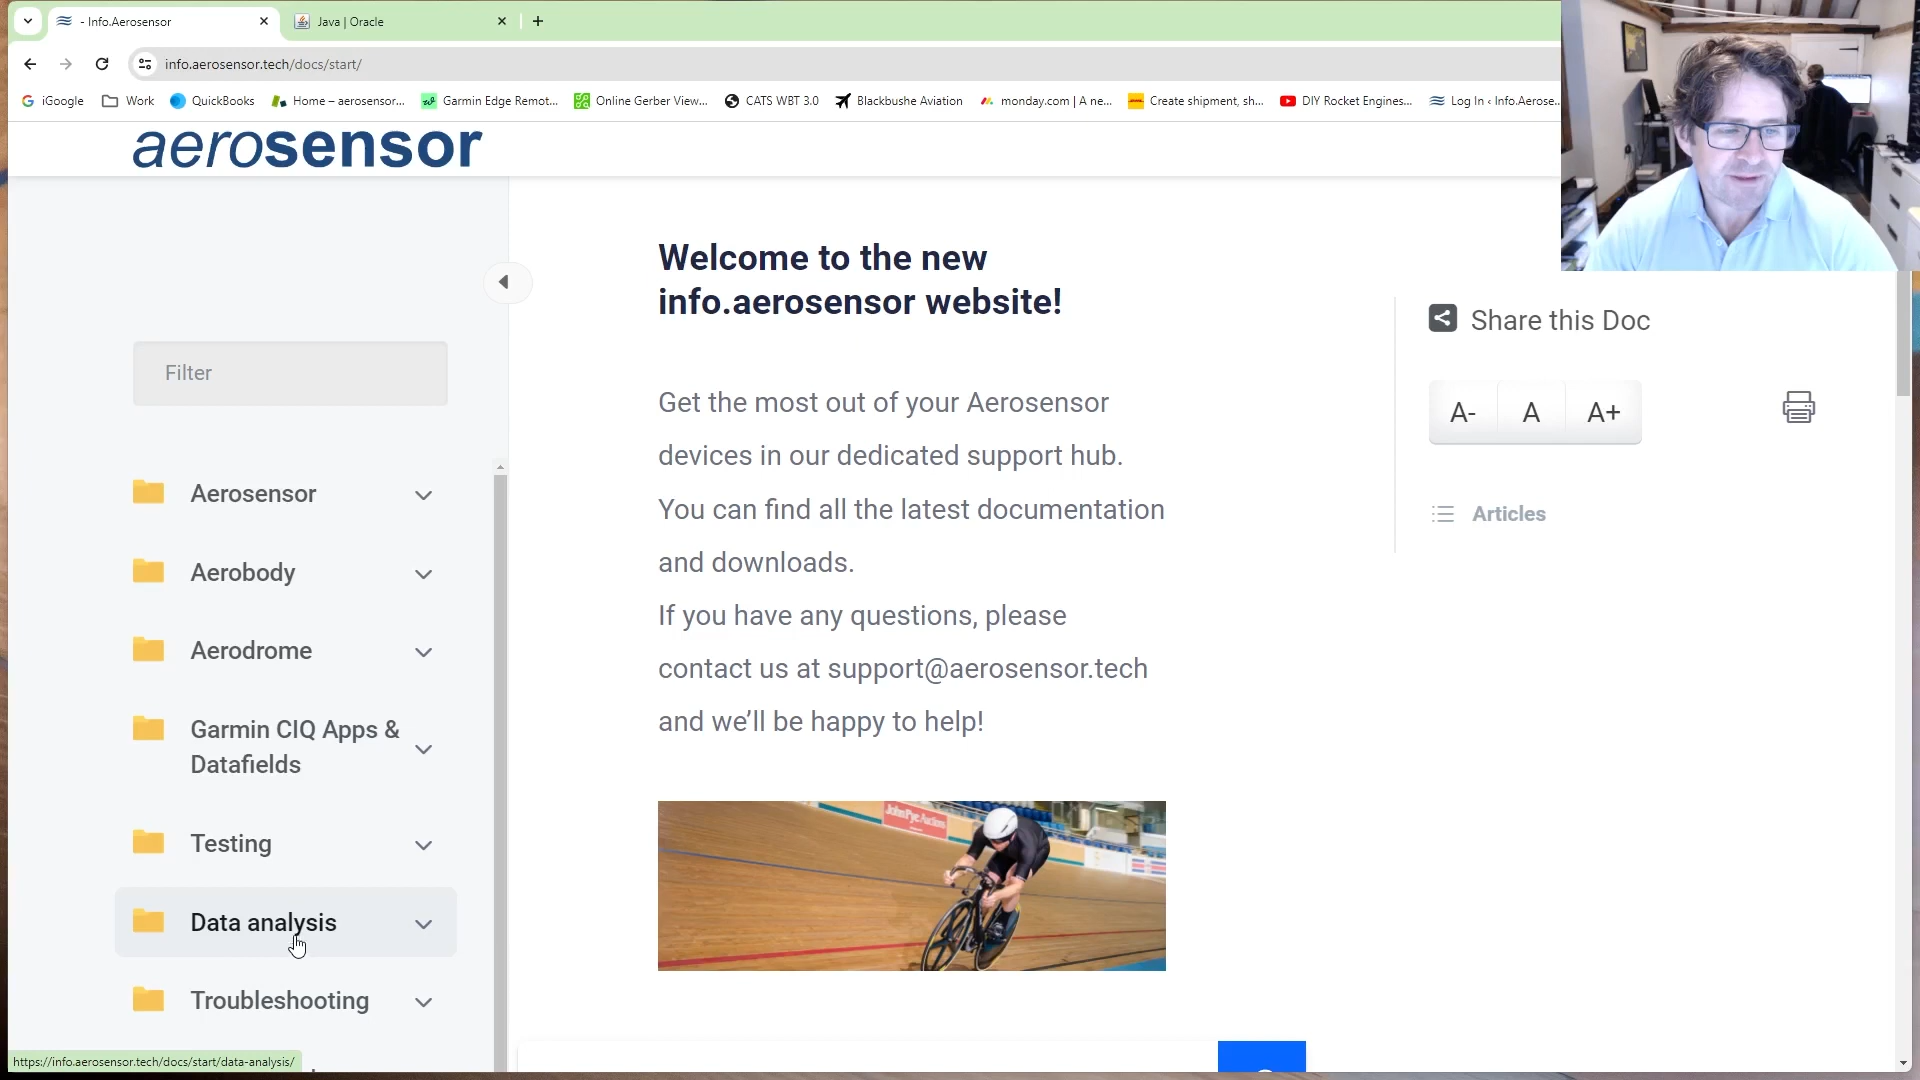 - Info.Aerosensor
Java | Oracle
info.aerosensor.tech/docs/start/
iGoogle
Work
QuickBooks
Home – aerosensor...
Garmin Edge Remot...
Online Gerber View...
CATS WBT 3.0
Blackbushe Aviation
monday.com | A ne...
Create shipment, sh...
DIY Rocket Engines...
Log In ‹ Info.Aerose...
aerosensor
Filter
Aerosensor
Aerobody
Aerodrome
Garmin CIQ Apps &
Datafields
Testing
Data analysis
Troubleshooting
Welcome to the new
info.aerosensor website!
Get the most out of your Aerosensor
devices in our dedicated support hub.
You can find all the latest documentation
and downloads.
If you have any questions, please
contact us at support@aerosensor.tech
and we’ll be happy to help!
John Pye Auctions
Share this Doc
A- A A+
Articles
https://info.aerosensor.tech/docs/start/data-analysis/